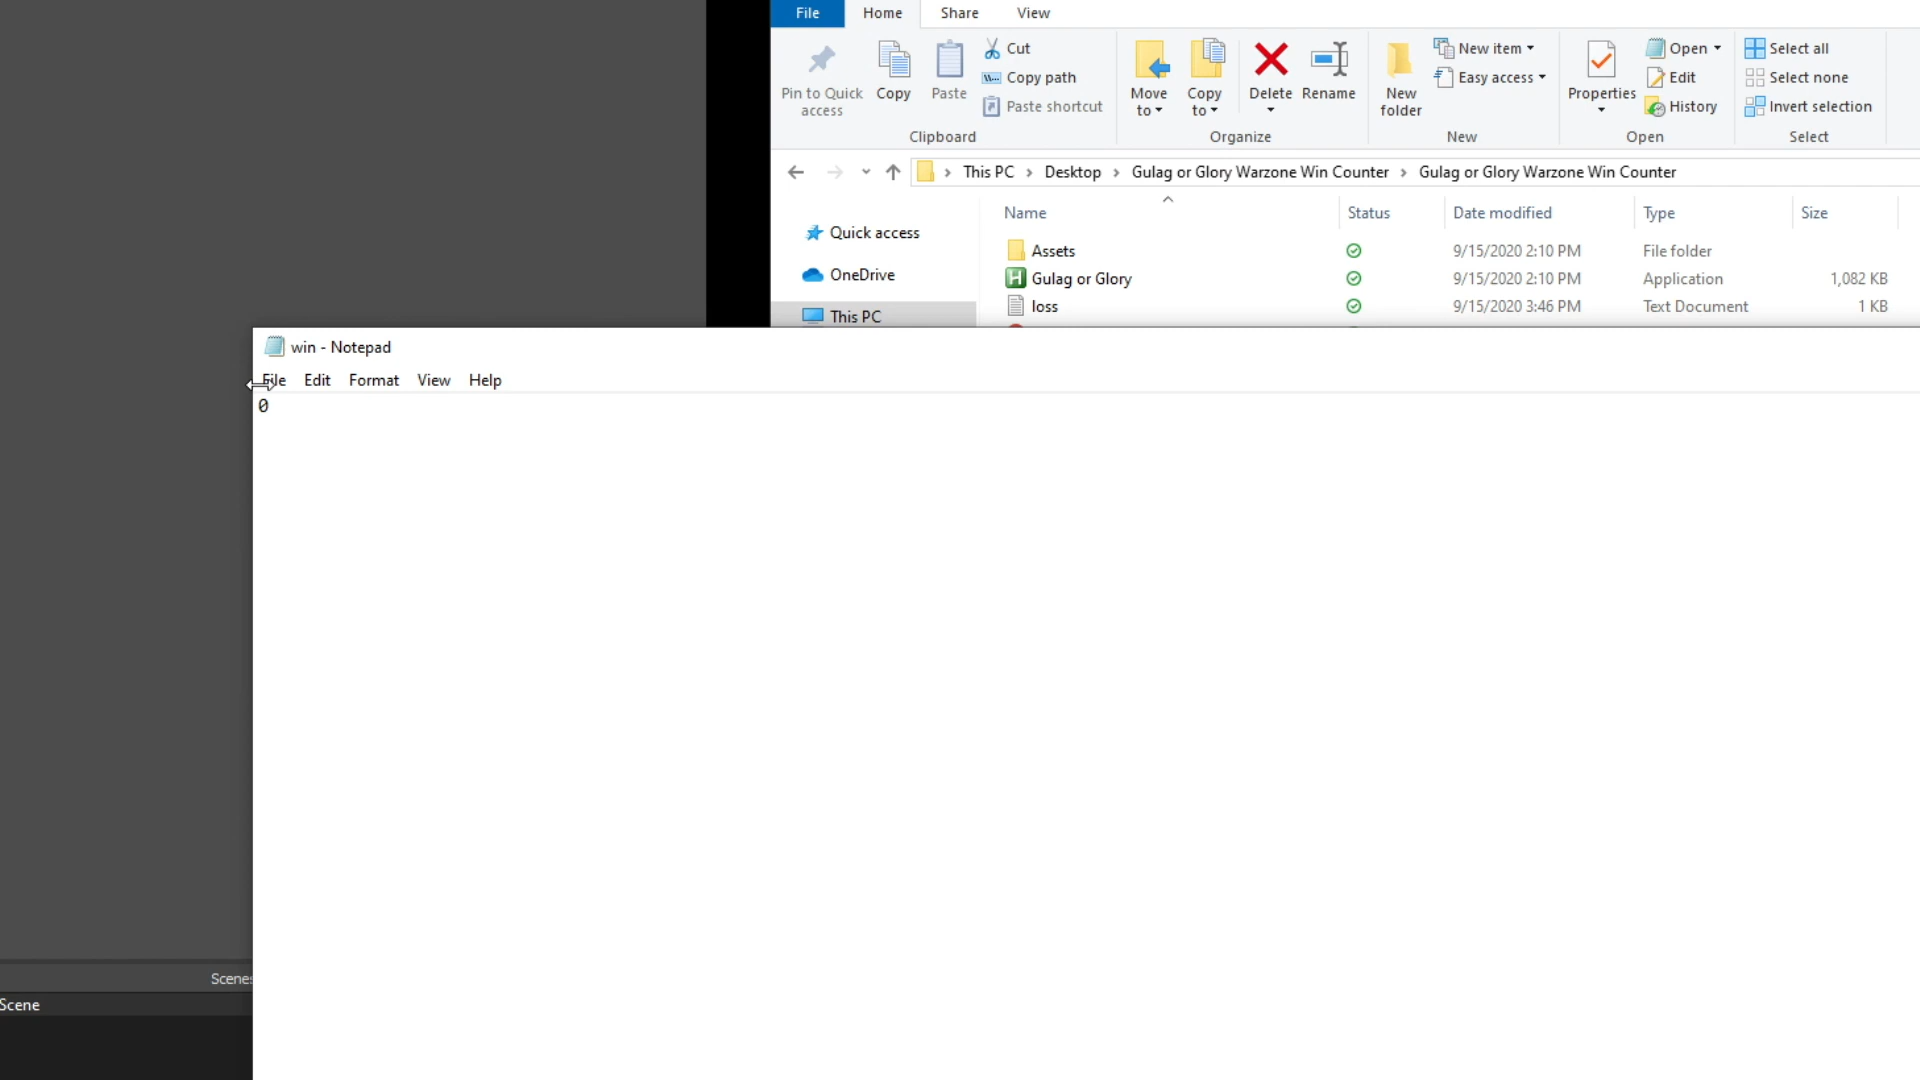 File Home Share View
Pin to Quick access
Copy
Paste
Cut
Copy path
Paste shortcut
Clipboard
Move to
Copy to
Delete
Rename
Organize
New folder
New item
Easy access
New
Properties
Open
Edit
History
Open
Select all
Select none
Invert selection
Select
This PC Desktop Gulag or Glory Warzone Win Counter Gulag or Glory Warzone Win Counter
Name Status Date modified Type Size
Quick access
OneDrive
This PC
Assets 9/15/2020 2:10 PM File folder
Gulag or Glory 9/15/2020 2:10 PM Application 1,082 KB
loss 9/15/2020 3:46 PM Text Document 1 KB
win - Notepad
File Edit Format View Help
0
Scenes
Scene